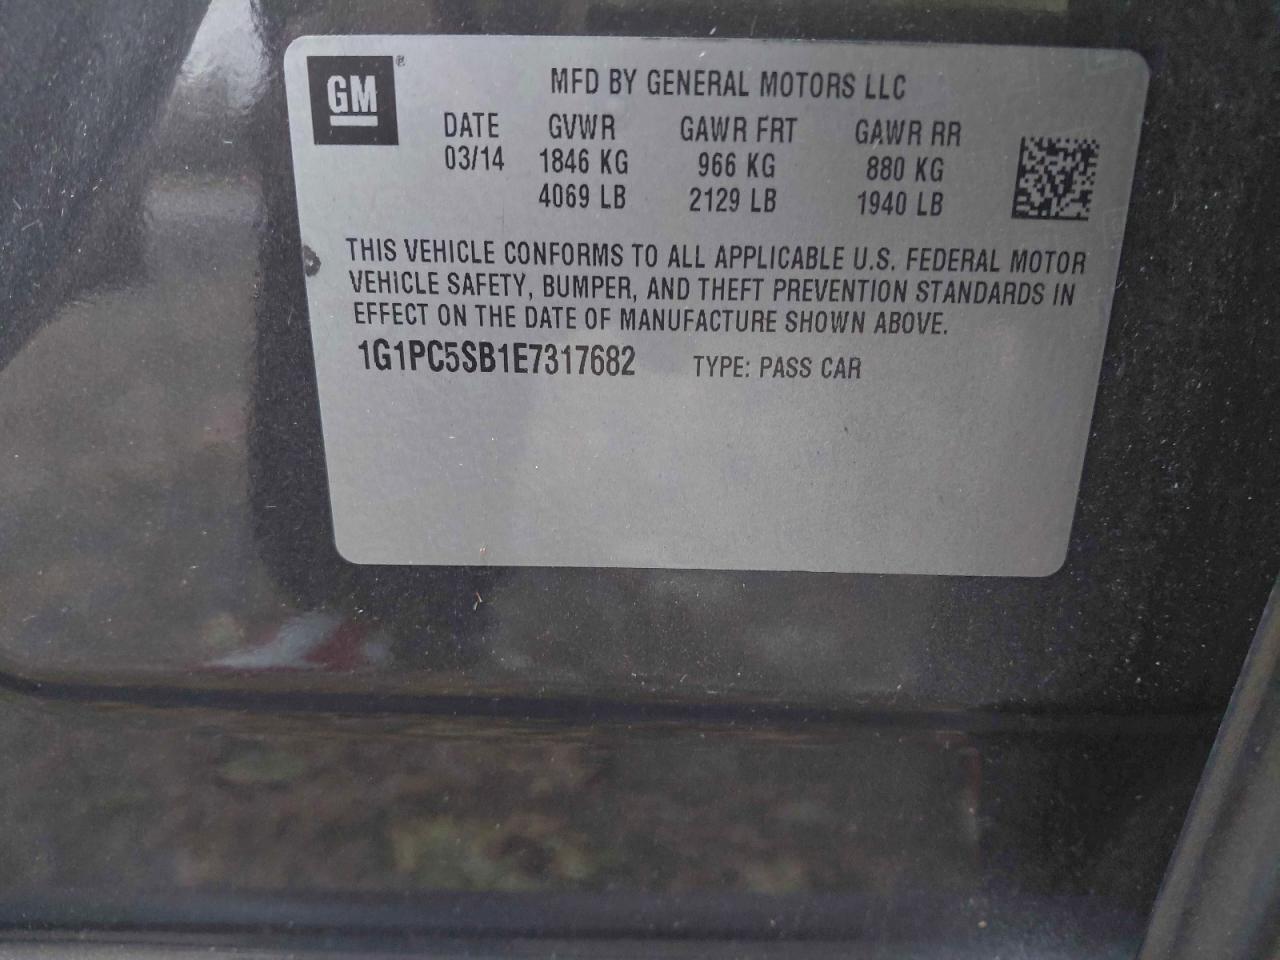 GM®
MFD BY GENERAL MOTORS LLC
DATE GVWR GAWR FRT GAWR RR
03/14 1846 KG 966 KG 880 KG
4069 LB 2129 LB 1940 LB
THIS VEHICLE CONFORMS TO ALL APPLICABLE U.S. FEDERAL MOTOR
VEHICLE SAFETY, BUMPER, AND THEFT PREVENTION STANDARDS IN
EFFECT ON THE DATE OF MANUFACTURE SHOWN ABOVE.
1G1PC5SB1E7317682 TYPE: PASS CAR